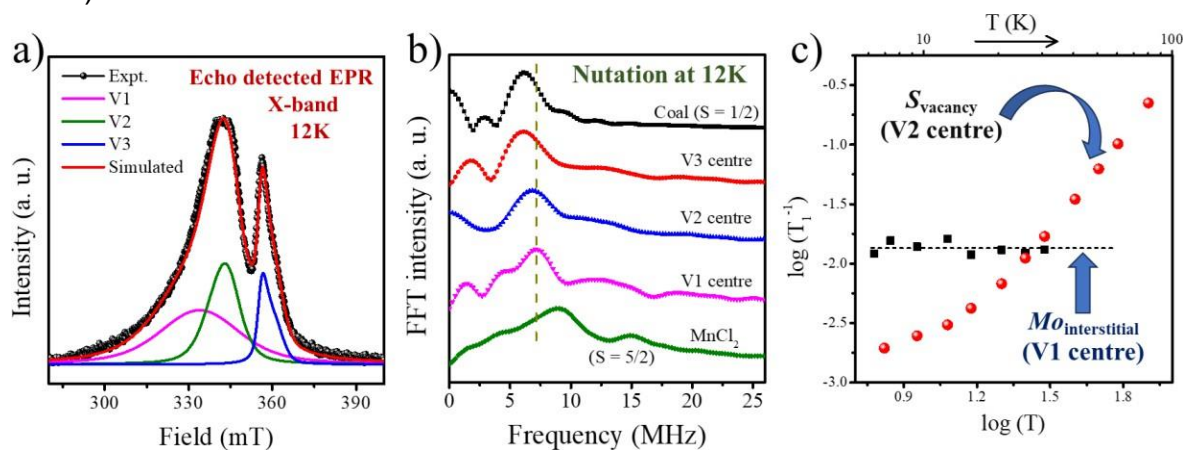 a)
Expt.
V1
V2
V3
Simulated
Echo detected EPR
X-band
12K
Intensity (a. u.)
300 330 360 390
Field (mT)
b)
Nutation at 12K
Coal (S = 1/2)
V3 centre
V2 centre
V1 centre
MnCl₂
(S = 5/2)
FFT intensity (a. u.)
0 5 10 15 20 25
Frequency (MHz)
c)
T (K)
10 100
-0.5
-1.0
-1.5
-2.0
-2.5
-3.0
log (T₁⁻¹)
S vacancy
(V2 centre)
Mo interstitial
(V1 centre)
0.9 1.2 1.5 1.8
log (T)